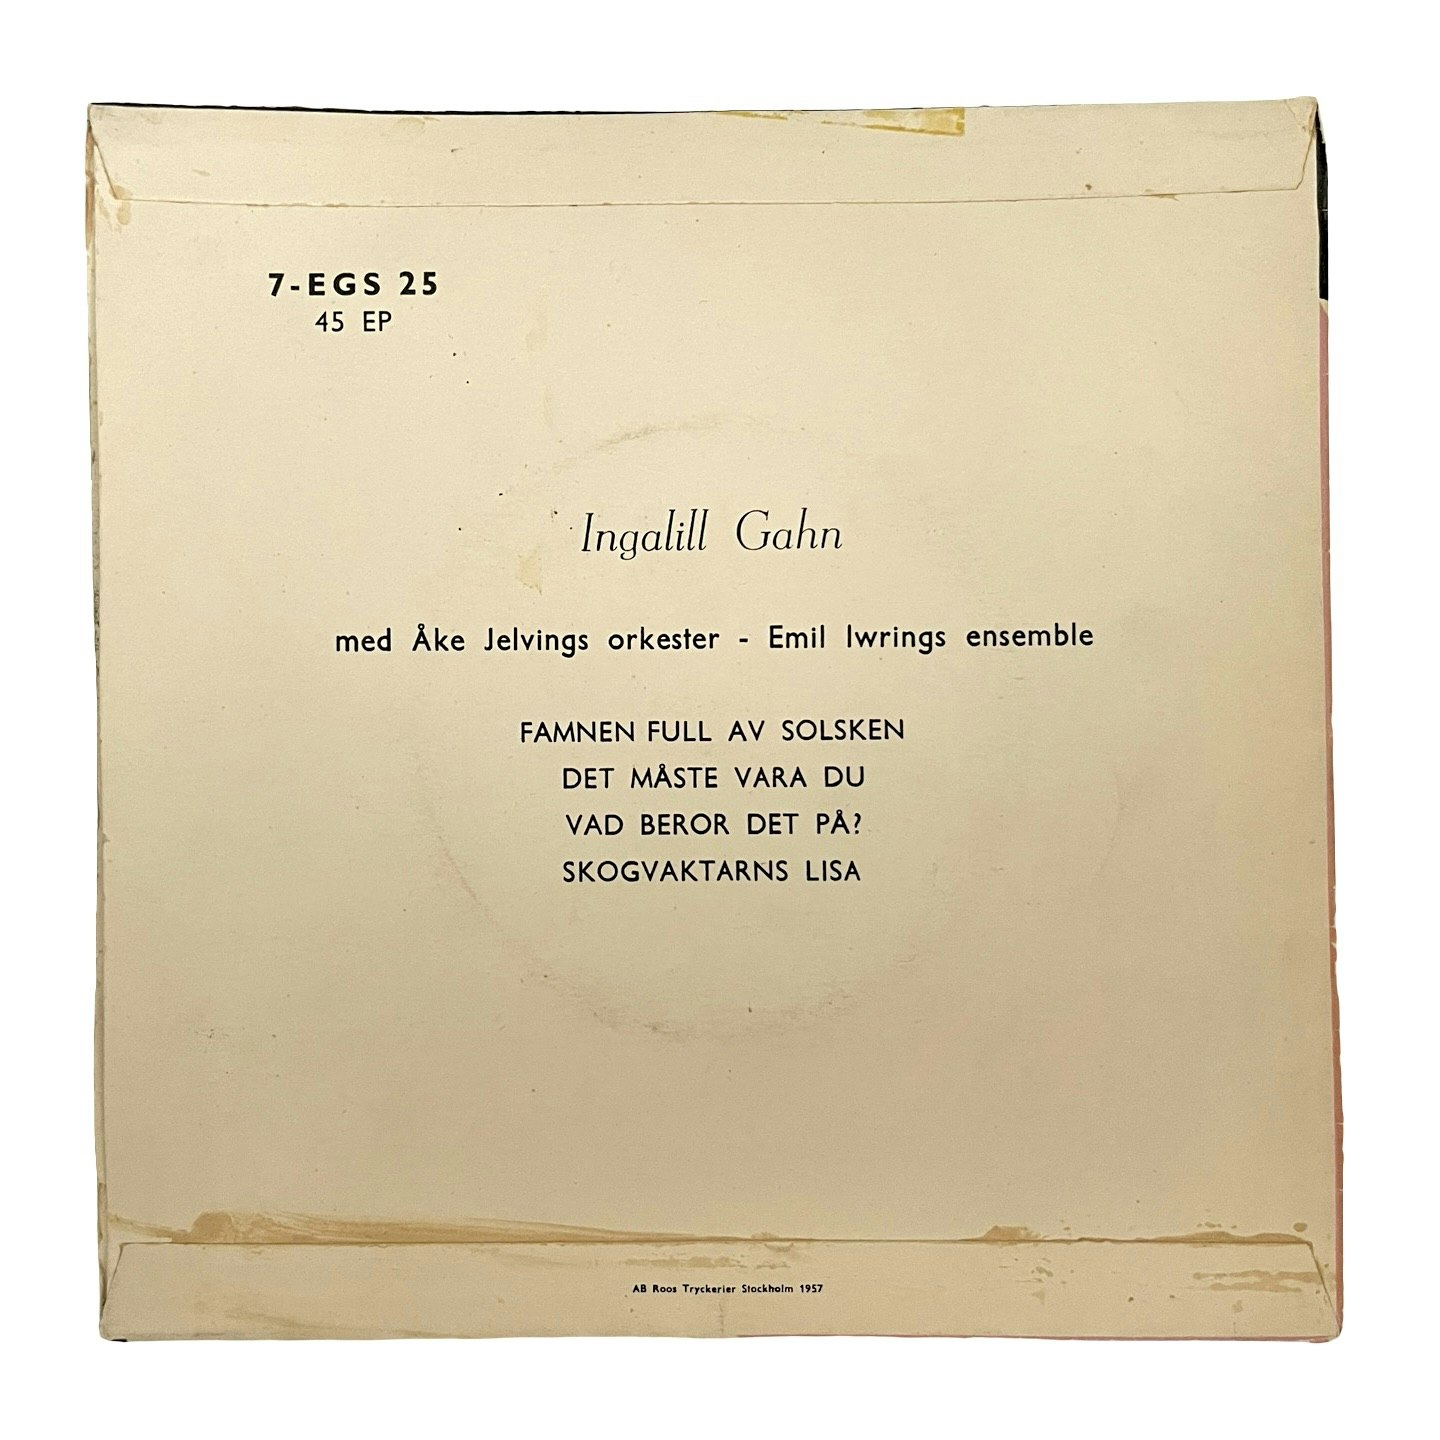 7-EGS 25
45 EP
Ingalill Gahn
med Åke Jelvings orkester - Emil Iwrings ensemble
FAMNEN FULL AV SOLSKEN
DET MÅSTE VARA DU
VAD BEROR DET PÅ?
SKOGVAKTARNS LISA
AB Roos Tryckerier Stockholm 1957